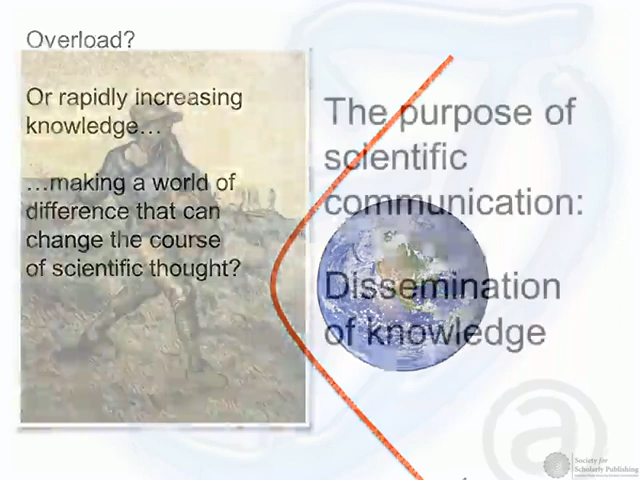 Overload?
Or rapidly increasing
knowledge...
...making a world of
difference that can
change the course
of scientific thought?
The purpose of
scientific
communication:
Dissemination
of knowledge
@
Society for
Scholarly Publishing